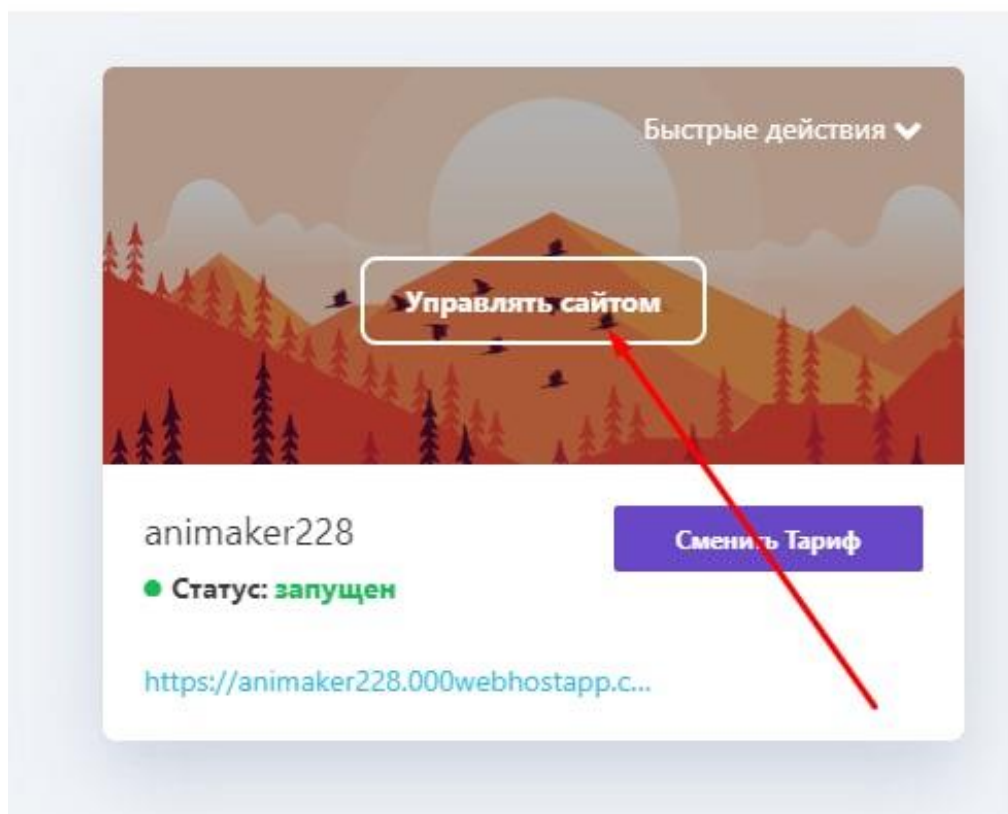 Быстрые действия
Управлять сайтом
animaker228
Сменить Тариф
Статус: запущен
https://animaker228.000webhostapp.c...